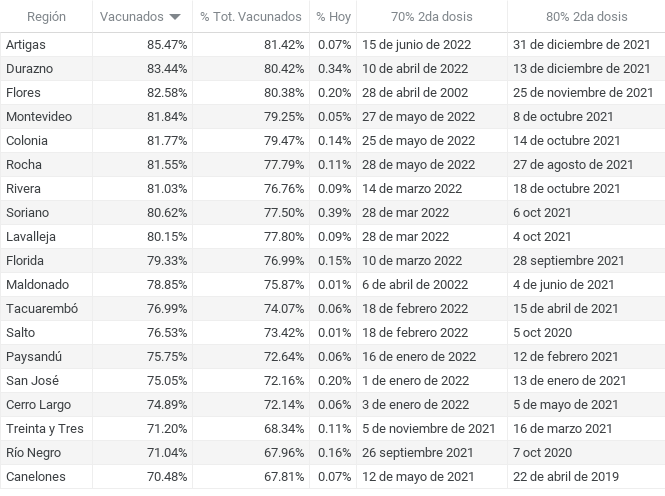 Región Vacunados % Tot. Vacunados % Hoy 70% 2da dosis 80% 2da dosis
Artigas 85.47% 81.42% 0.07% 15 de junio de 2022 31 de diciembre de 2021
Durazno 83.44% 80.42% 0.34% 10 de abril de 2022 13 de diciembre de 2021
Flores 82.58% 80.38% 0.20% 28 de abril de 2002 25 de noviembre de 2021
Montevideo 81.84% 79.25% 0.05% 27 de mayo de 2022 8 de octubre 2021
Colonia 81.77% 79.47% 0.14% 25 de mayo de 2022 14 de octubre 2021
Rocha 81.55% 77.79% 0.11% 28 de mayo de 2022 27 de agosto de 2021
Rivera 81.03% 76.76% 0.09% 14 de marzo 2022 18 de octubre 2021
Soriano 80.62% 77.50% 0.39% 28 de mar 2022 6 oct 2021
Lavalleja 80.15% 77.80% 0.09% 28 de mar 2022 4 oct 2021
Florida 79.33% 76.99% 0.15% 10 de marzo 2022 28 septiembre 2021
Maldonado 78.85% 75.87% 0.01% 6 de abril de 20022 4 de junio de 2021
Tacuarembó 76.99% 74.07% 0.06% 18 de febrero 2022 15 de abril de 2021
Salto 76.53% 73.42% 0.01% 18 de febrero 2022 5 oct 2020
Paysandú 75.75% 72.64% 0.06% 16 de enero de 2022 12 de febrero 2021
San José 75.05% 72.16% 0.20% 1 de enero de 2022 13 de enero de 2021
Cerro Largo 74.89% 72.14% 0.06% 3 de enero de 2022 5 de mayo de 2021
Treinta y Tres 71.20% 68.34% 0.11% 5 de noviembre de 2021 16 de marzo 2021
Río Negro 71.04% 67.96% 0.16% 26 septiembre 2021 7 oct 2020
Canelones 70.48% 67.81% 0.07% 12 de mayo de 2021 22 de abril de 2019